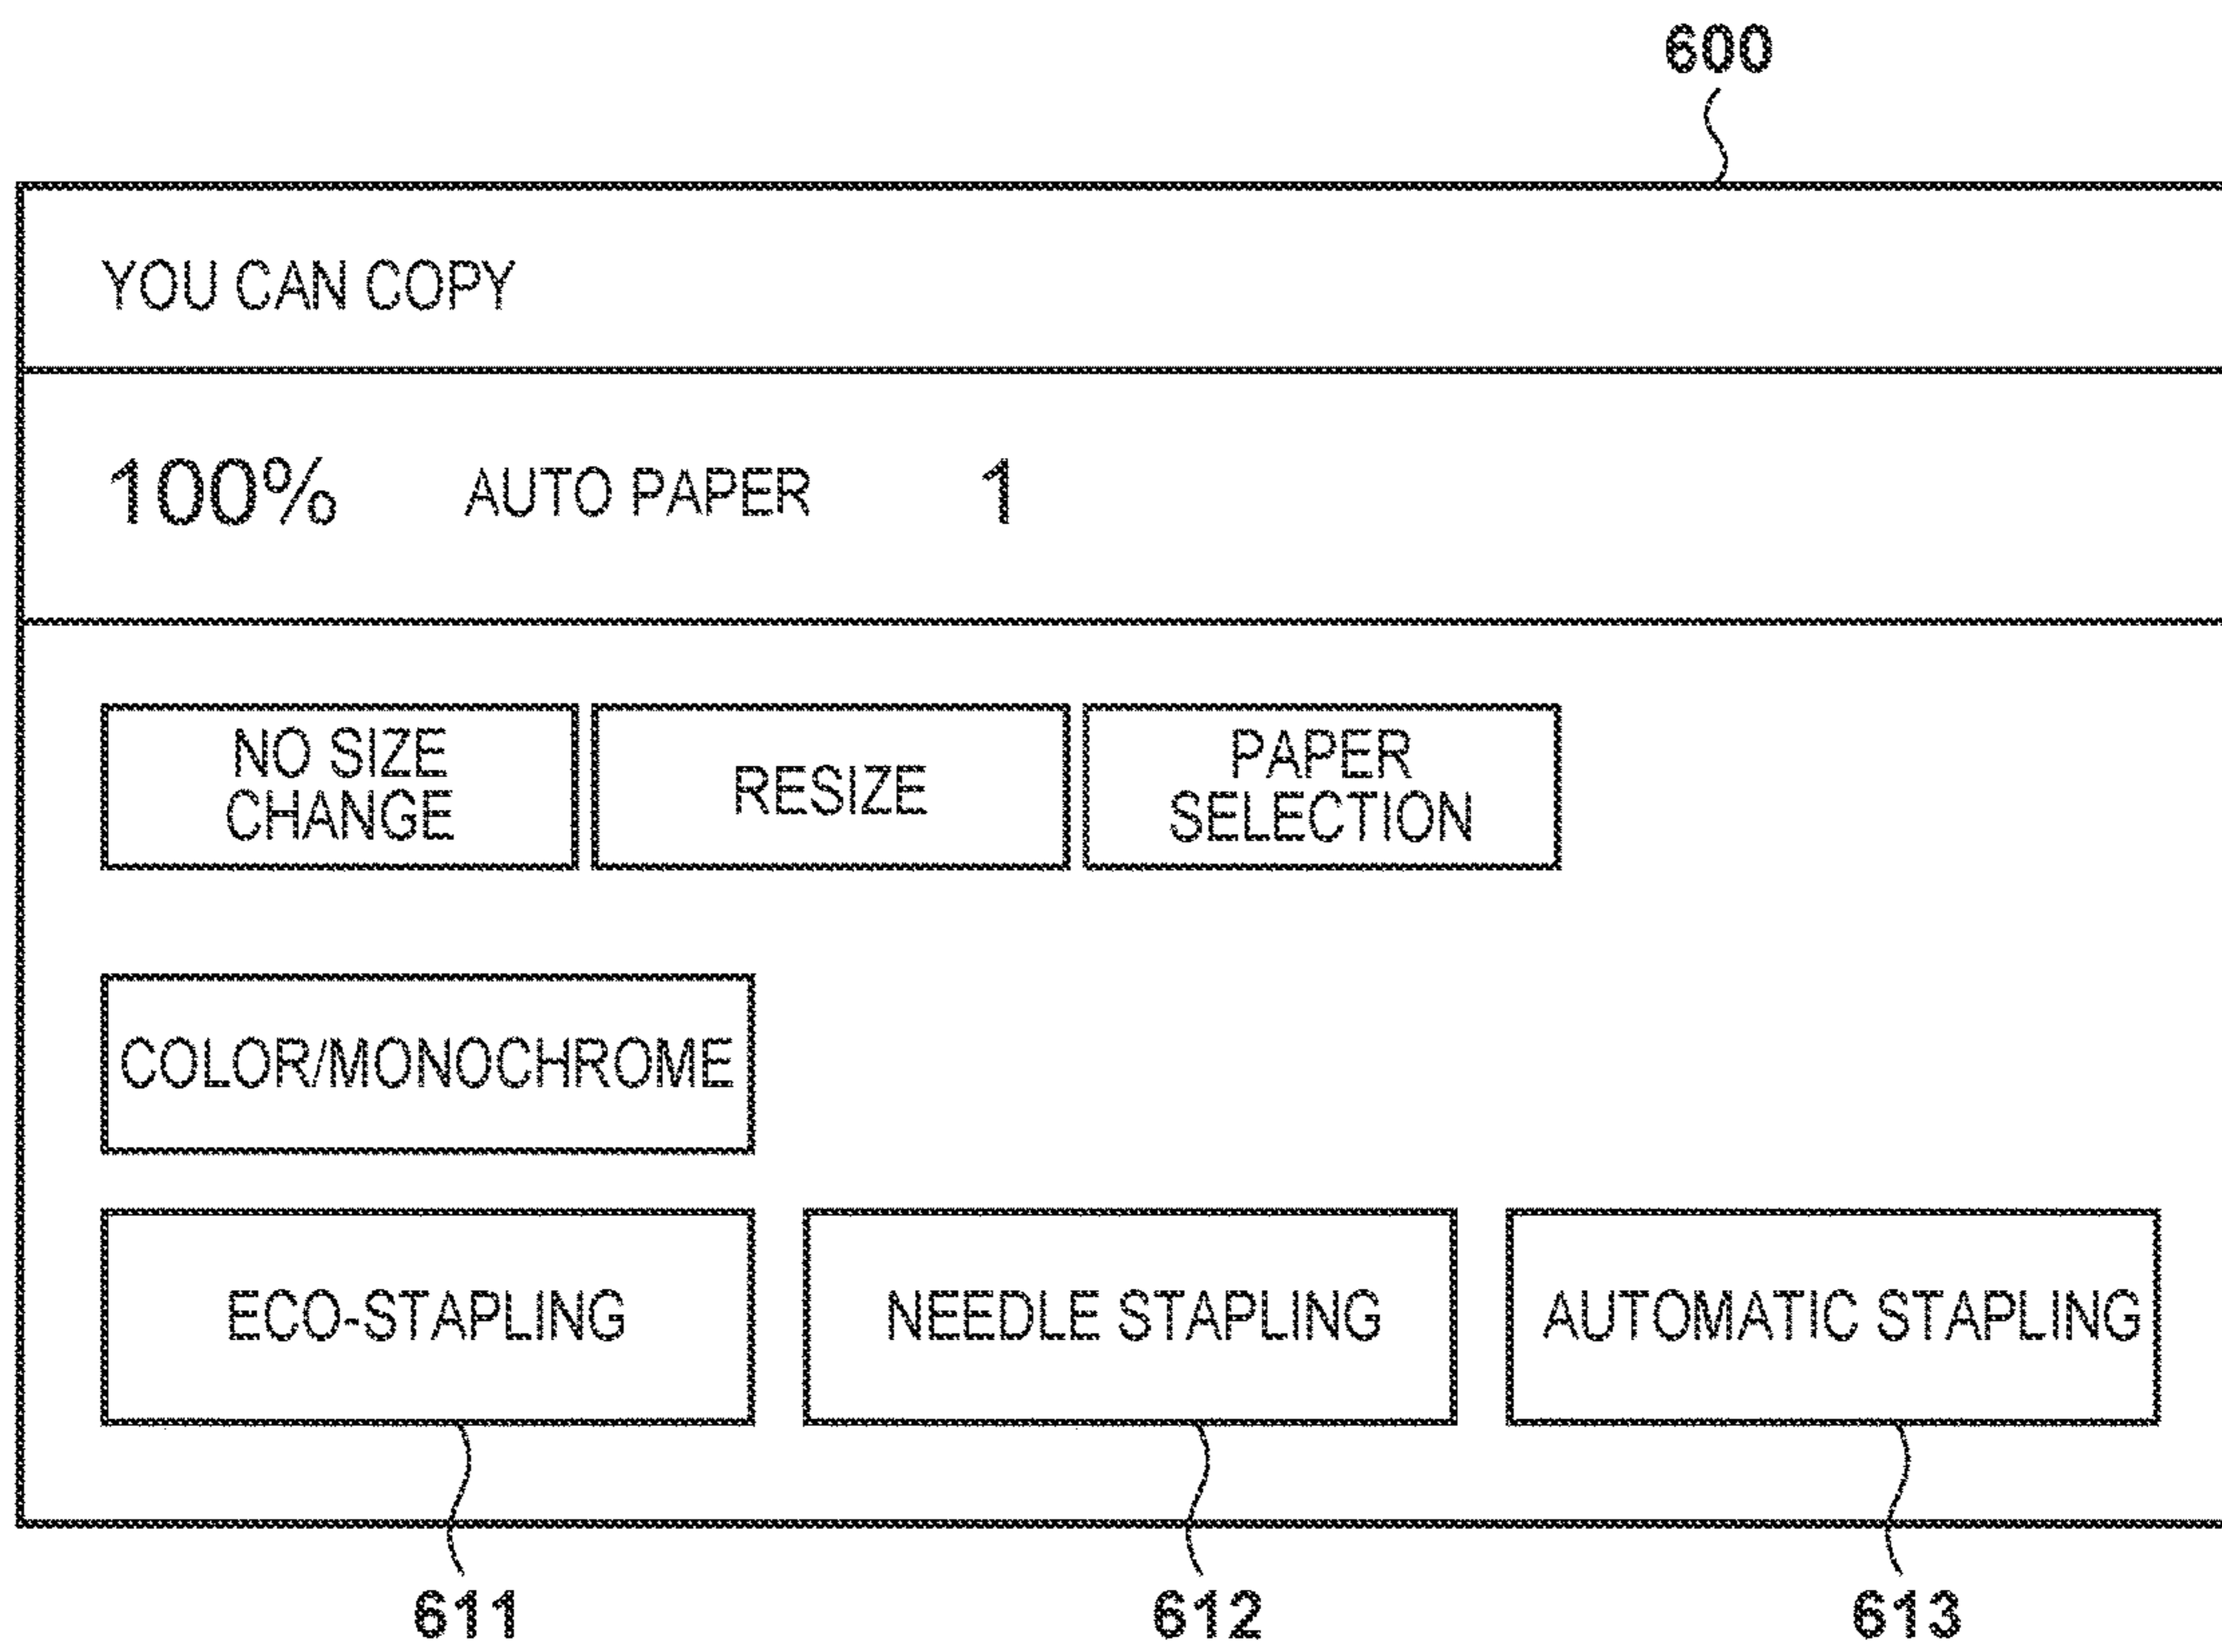 600
YOU CAN COPY
100% AUTO PAPER 1
NO SIZE
CHANGE
RESIZE
PAPER
SELECTION
COLOR/MONOCHROME
ECO-STAPLING
NEEDLE STAPLING
AUTOMATIC STAPLING
611
612
613